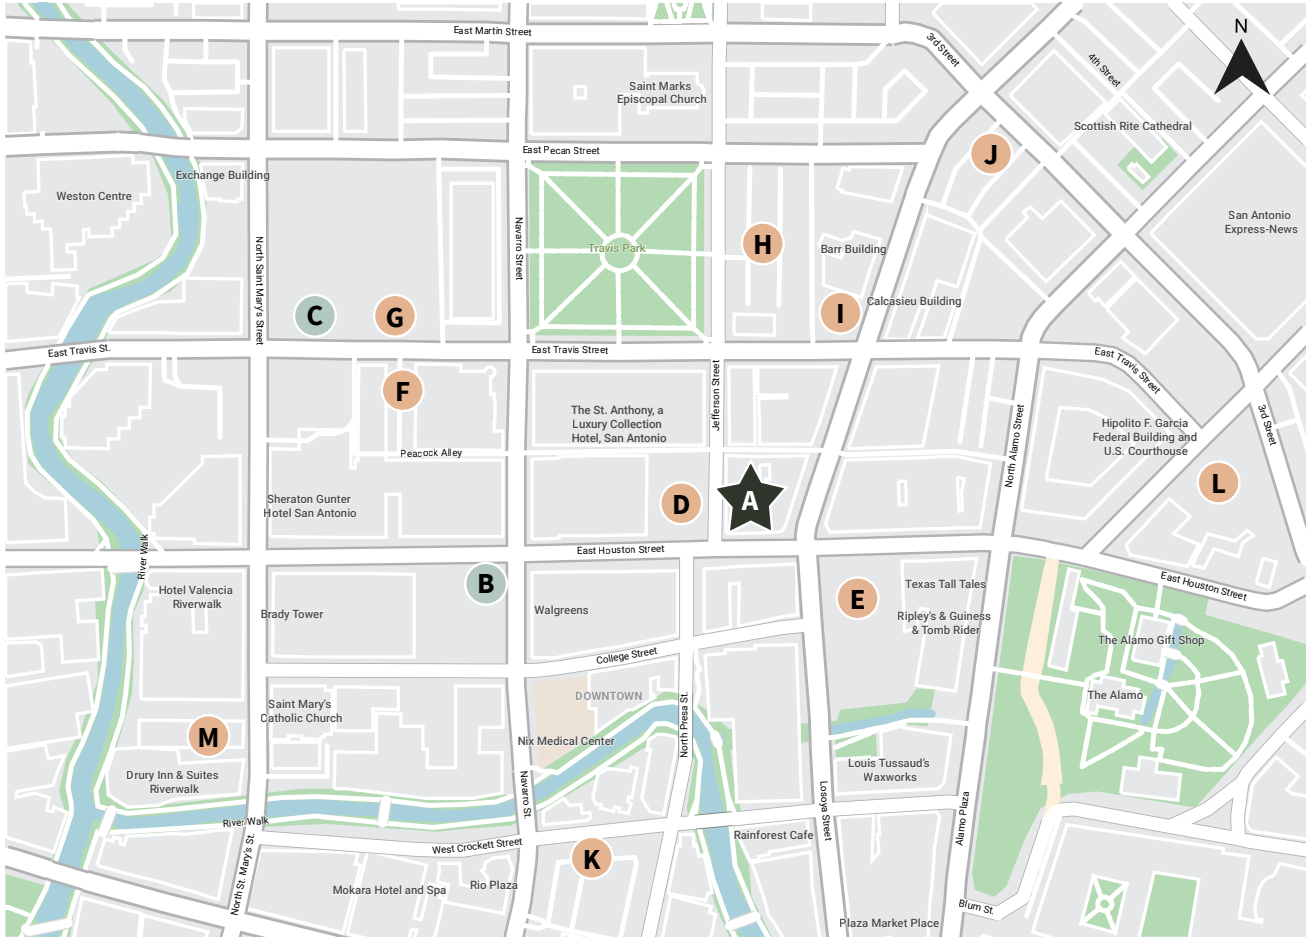 East Martin Street
3rd Street
N
4th Street
Saint Marks
Episcopal Church
Scottish Rite Cathedral
East Pecan Street
J
Exchange Building
Weston Centre
San Antonio
Express-News
Navarro Street
North Saint Mary's Street
Travis Park
H
Barr Building
C
G
I
Calcasieu Building
East Travis St.
East Travis Street
East Travis Street
F
Jefferson Street
The St. Anthony, a
Luxury Collection
Hotel, San Antonio
North Alamo Street
Hipolito F. Garcia
Federal Building and
U.S. Courthouse
3rd Street
Peacock Alley
L
Sheraton Gunter
Hotel San Antonio
D
A
River Walk
East Houston Street
B
Hotel Valencia
Riverwalk
Brady Tower
Walgreens
E
Texas Tall Tales
Ripley's & Guiness
& Tomb Rider
East Houston Street
The Alamo Gift Shop
College Street
DOWNTOWN
The Alamo
Saint Mary's
Catholic Church
M
Nix Medical Center
North Presa St.
Drury Inn & Suites
Riverwalk
Navarro St.
Louis Tussaud's
Waxworks
Losoya Street
Alamo Plaza
River Walk
Rainforest Cafe
West Crockett Street
K
North St. Mary's St.
Mokara Hotel and Spa
Rio Plaza
Blum St.
Plaza Market Place